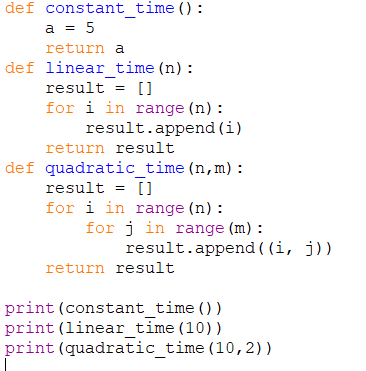 def constant_time():
    a = 5
    return a
def linear_time(n):
    result = []
    for i in range(n):
        result.append(i)
    return result
def quadratic_time(n,m):
    result = []
    for i in range(n):
        for j in range(m):
            result.append((i, j))
    return result

print(constant_time())
print(linear_time(10))
print(quadratic_time(10,2))